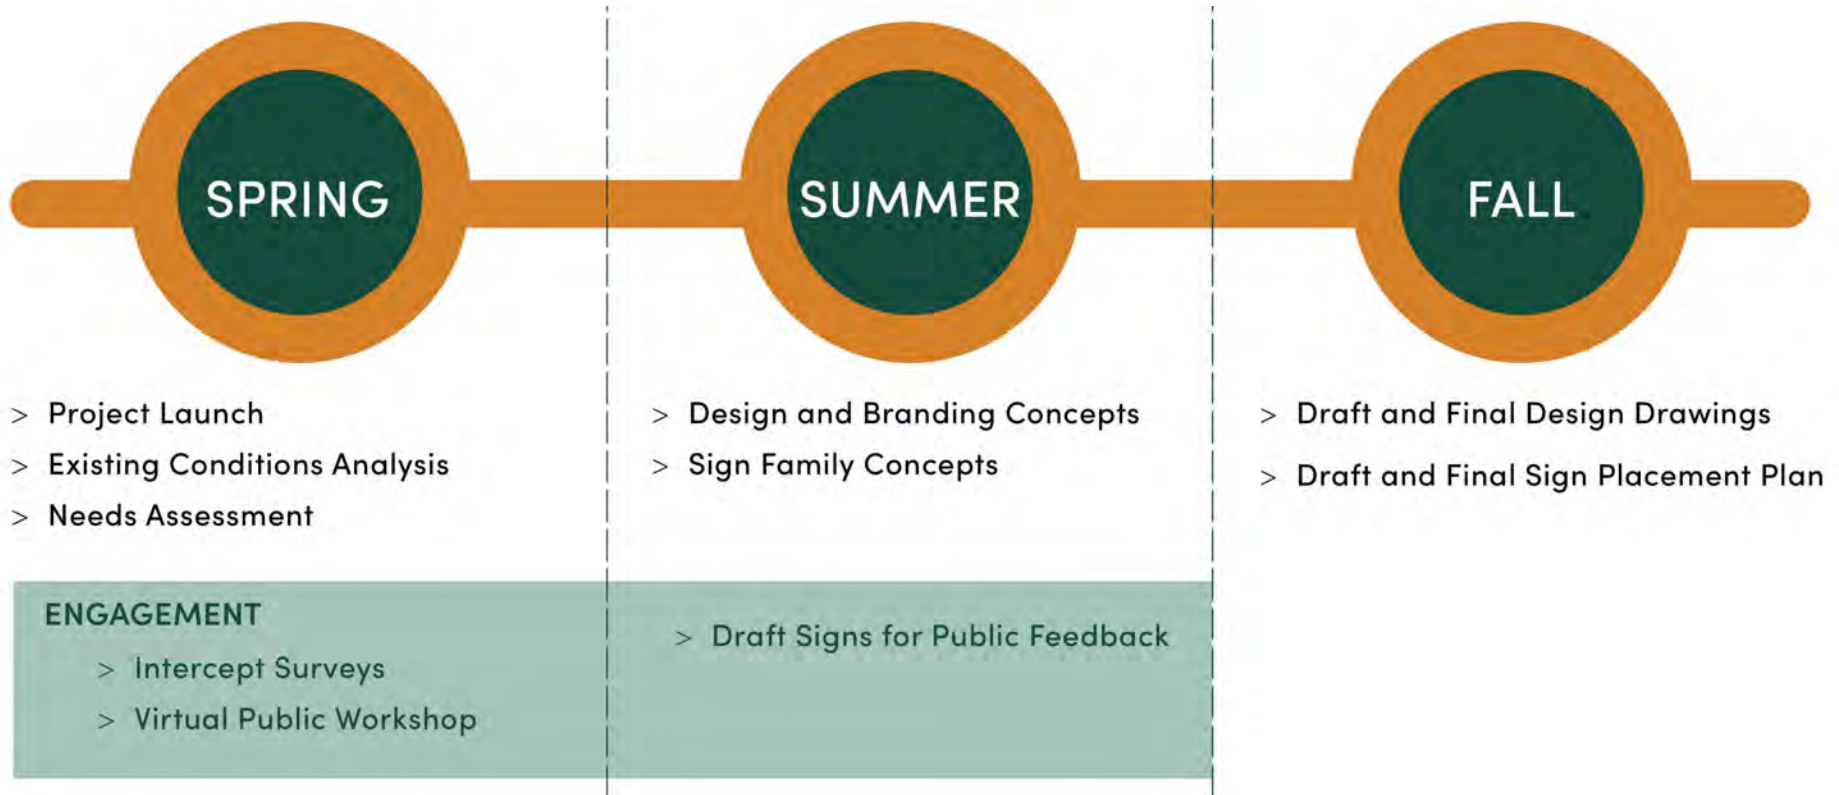 SPRING
SUMMER
FALL
> Project Launch
> Existing Conditions Analysis
> Needs Assessment
> Design and Branding Concepts
> Sign Family Concepts
> Draft and Final Design Drawings
> Draft and Final Sign Placement Plan
ENGAGEMENT
> Intercept Surveys
> Virtual Public Workshop
> Draft Signs for Public Feedback